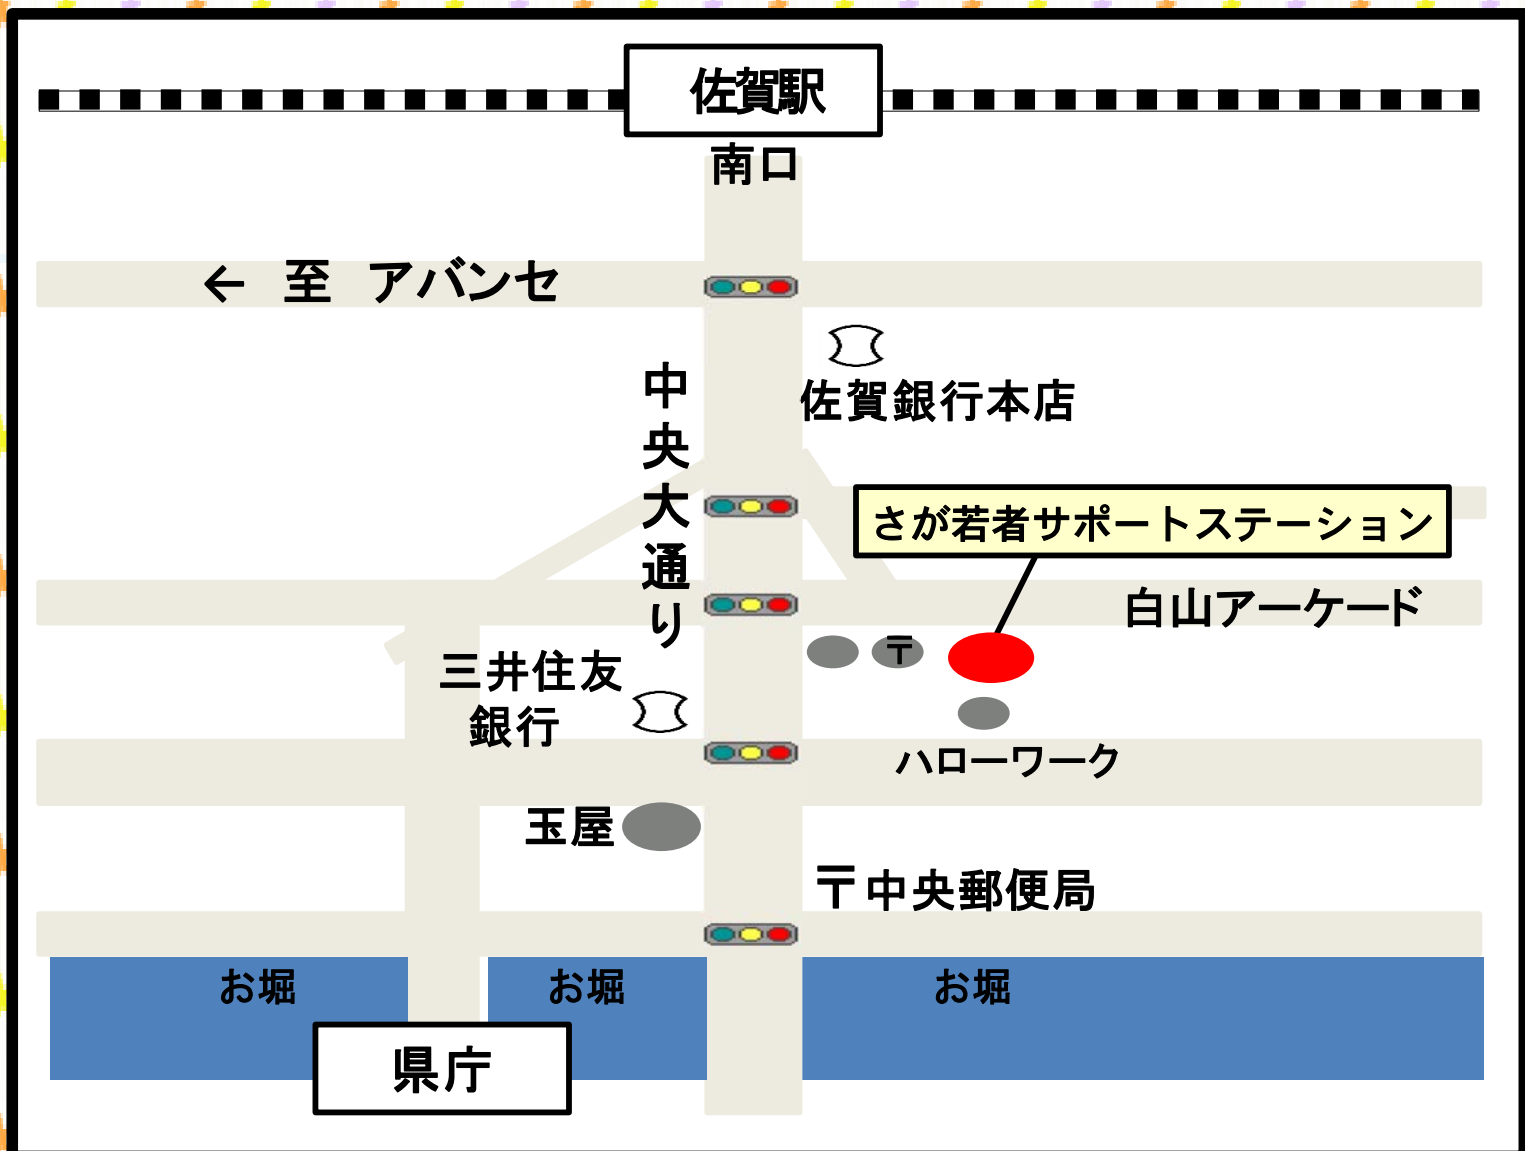 佐賀駅
南口
← 至 アバンセ
佐賀銀行本店
中央大通り
さが若者サポートステーション
白山アーケード
〒
三井住友
銀行
ハローワーク
玉屋
〒中央郵便局
お堀
お堀
お堀
県庁